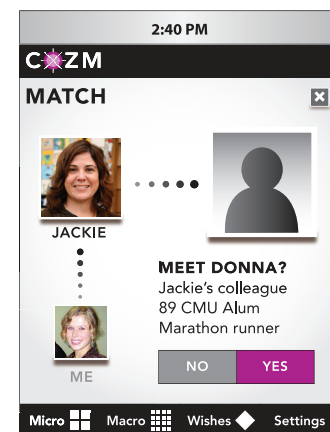 2:40 PM
COZM
MATCH
JACKIE
MEET DONNA?
Jackie's colleague
89 CMU Alum
Marathon runner
ME
NO YES
Micro Macro Wishes Settings